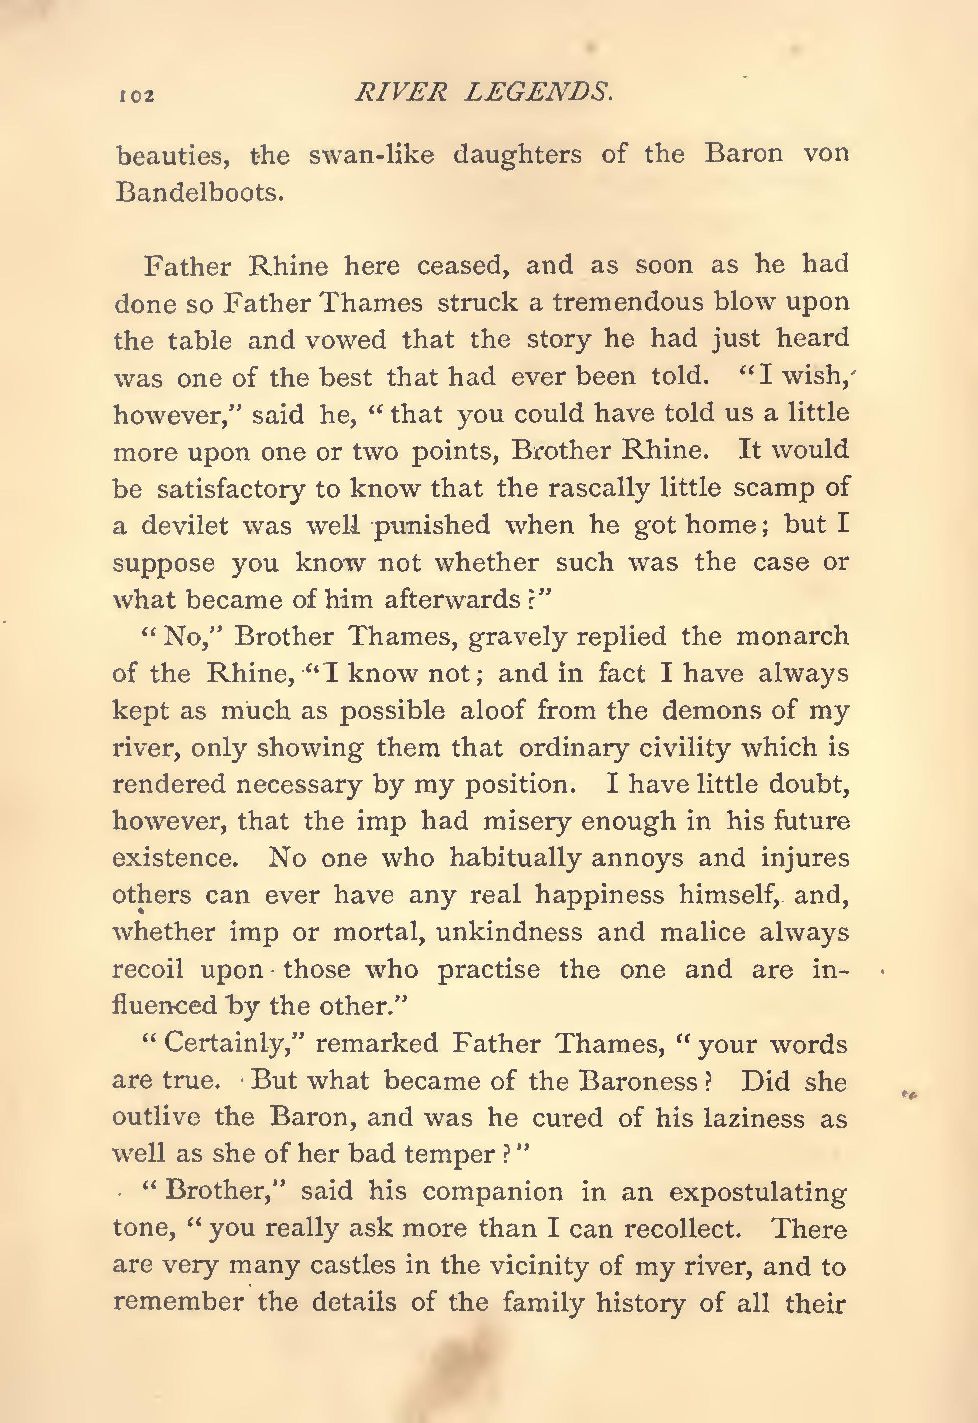 102 RIVER LEGENDS.
beauties, the swan-like daughters of the Baron von
Bandelboots.
Father Rhine here ceased, and as soon as he had
done so Father Thames struck a tremendous blow upon
the table and vowed that the story he had just heard
was one of the best that had ever been told. “I wish,
however,” said he, “that you could have told us a little
more upon one or two points, Brother Rhine. It would
be satisfactory to know that the rascally little scamp of
a devilet was well punished when he got home; but I
suppose you know not whether such was the case or
what became of him afterwards?”
“No,” Brother Thames, gravely replied the monarch
of the Rhine, “I know not; and in fact I have always
kept as much as possible aloof from the demons of my
river, only showing them that ordinary civility which is
rendered necessary by my position. I have little doubt,
however, that the imp had misery enough in his future
existence. No one who habitually annoys and injures
others can ever have any real happiness himself, and,
whether imp or mortal, unkindness and malice always
recoil upon those who practise the one and are in-
fluenced by the other.”
“Certainly,” remarked Father Thames, “your words
are true. But what became of the Baroness? Did she
outlive the Baron, and was he cured of his laziness as
well as she of her bad temper?”
“Brother,” said his companion in an expostulating
tone, “you really ask more than I can recollect. There
are very many castles in the vicinity of my river, and to
remember the details of the family history of all their